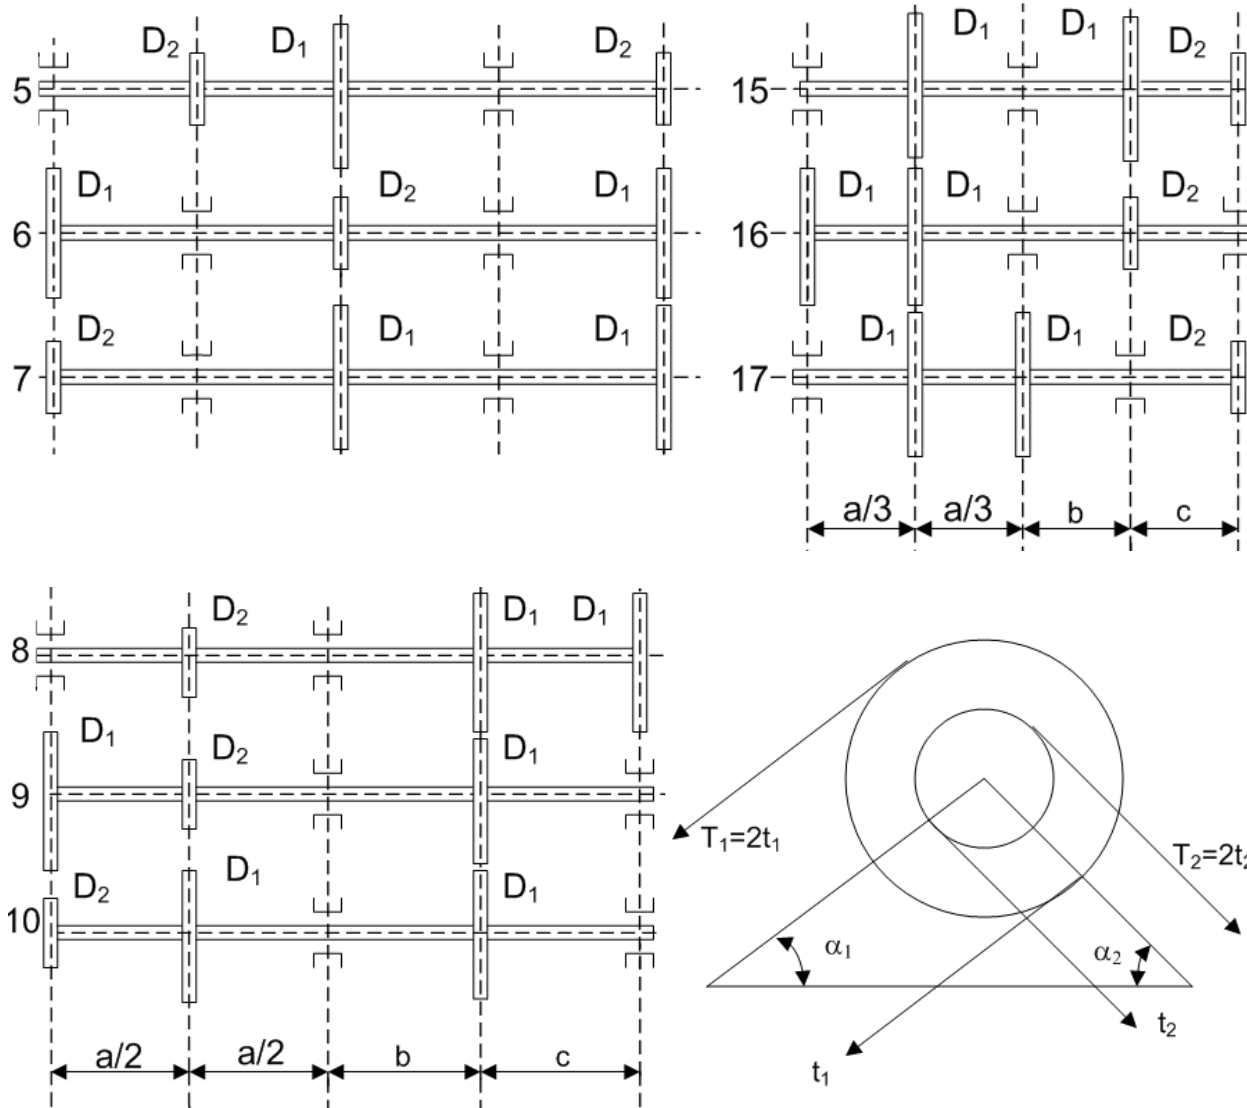 D₂ D₁ D₂
5
D₁ D₂ D₁
6
D₂ D₁ D₁
7
D₁ D₁ D₂
15
D₁ D₁ D₂
16
D₁ D₁ D₂
17
a/3 a/3 b c
D₂ D₁ D₁
8
D₁ D₂ D₁
9
D₂ D₁ D₁
10
a/2 a/2 b c
T₁=2t₁
T₂=2t₂
α₁ α₂
t₂
t₁